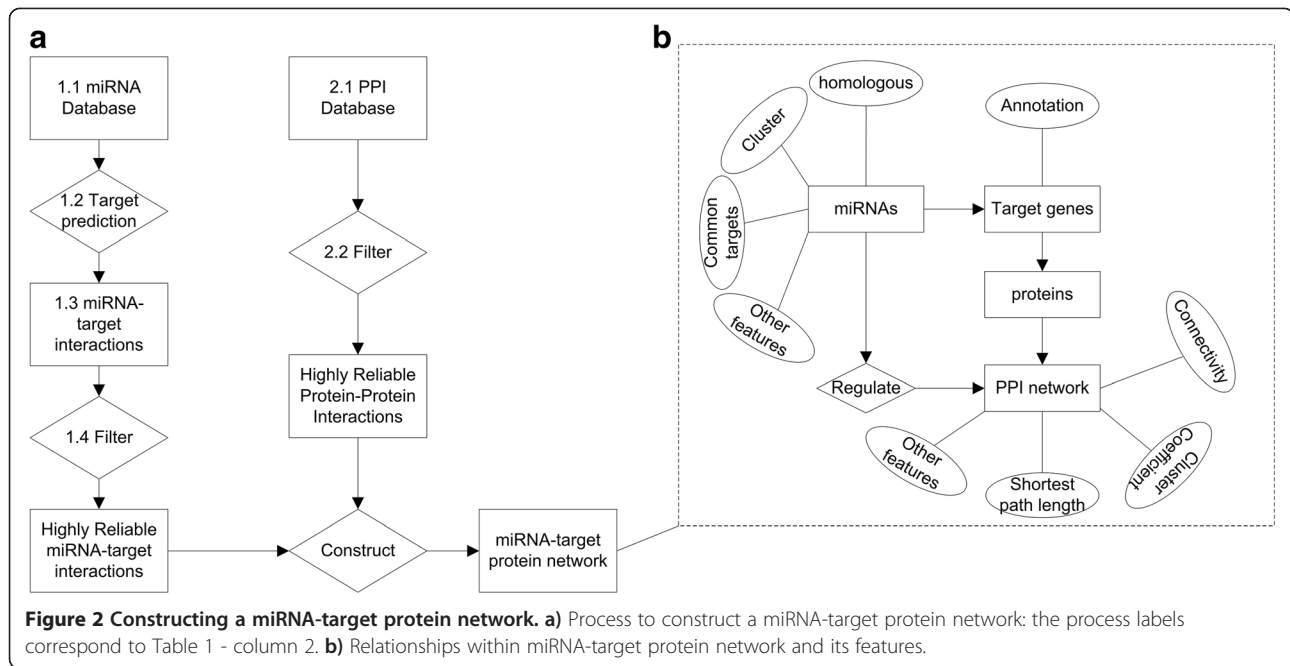 a
1.1 miRNA
Database
1.2 Target
prediction
1.3 miRNA-
target
interactions
1.4 Filter
Highly Reliable
miRNA-target
interactions
2.1 PPI
Database
2.2 Filter
Highly Reliable
Protein-Protein
Interactions
Construct
miRNA-target
protein network
b
homologous
Cluster
Common
targets
Other
features
miRNAs
Annotation
Target genes
proteins
Regulate
PPI network
Connectivity
Cluster
Coefficient
Shortest
path length
Other
features
Figure 2 Constructing a miRNA-target protein network. a) Process to construct a miRNA-target protein network: the process labels
correspond to Table 1 - column 2. b) Relationships within miRNA-target protein network and its features.